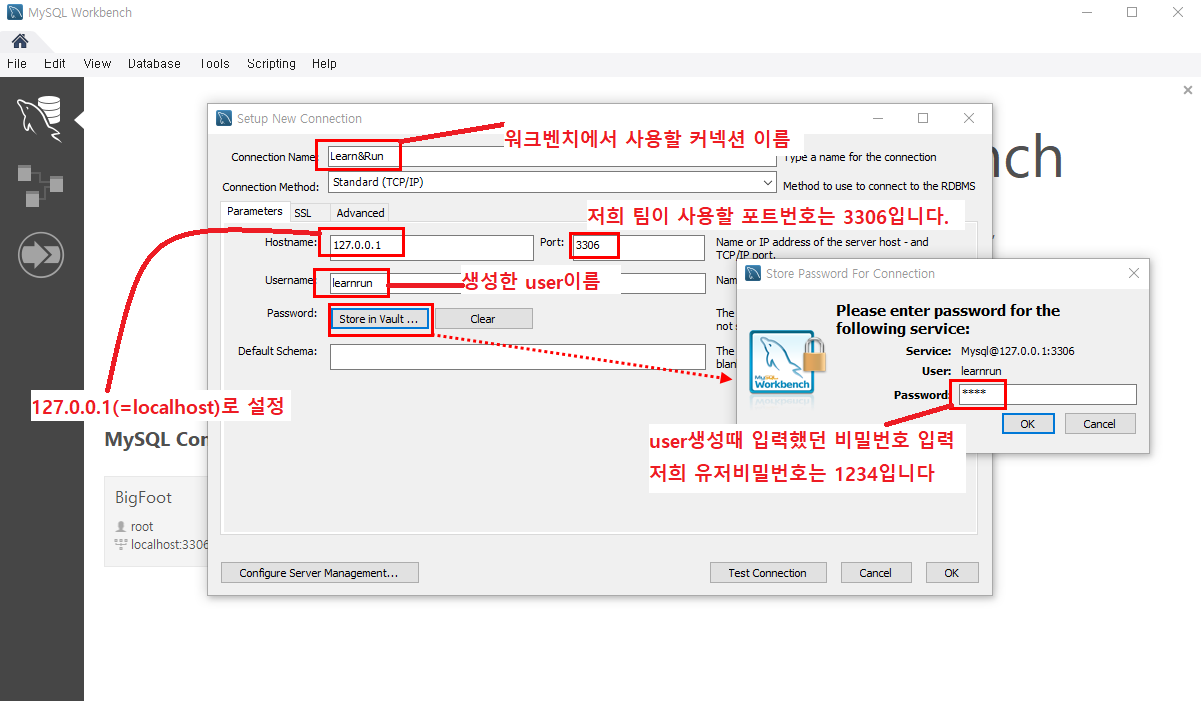 MySQL Workbench
File Edit View Database Tools Scripting Help
Setup New Connection
워크벤치에서 사용할 커넥션 이름
Connection Name: Learn&Run Type a name for the connection
Connection Method: Standard (TCP/IP) Method to use to connect to the RDBMS
nch
Parameters SSL Advanced
저희 팀이 사용할 포트번호는 3306입니다.
Hostname: 127.0.0.1 Port: 3306 Name or IP address of the server host - and
TCP/IP port.
Username: learnrun 생성한 user이름 Nam
Password: Store in Vault ... Clear The
not s
Default Schema: The
blan
Store Password For Connection
Please enter password for the
following service:
Service: Mysql@127.0.0.1:3306
User: learnrun
Password: ****
OK Cancel
MySQL
Workbench
127.0.0.1(=localhost)로 설정
user생성때 입력했던 비밀번호 입력
저희 유저비밀번호는 1234입니다
MySQL Con
BigFoot
root
localhost:3306
Configure Server Management... Test Connection Cancel OK